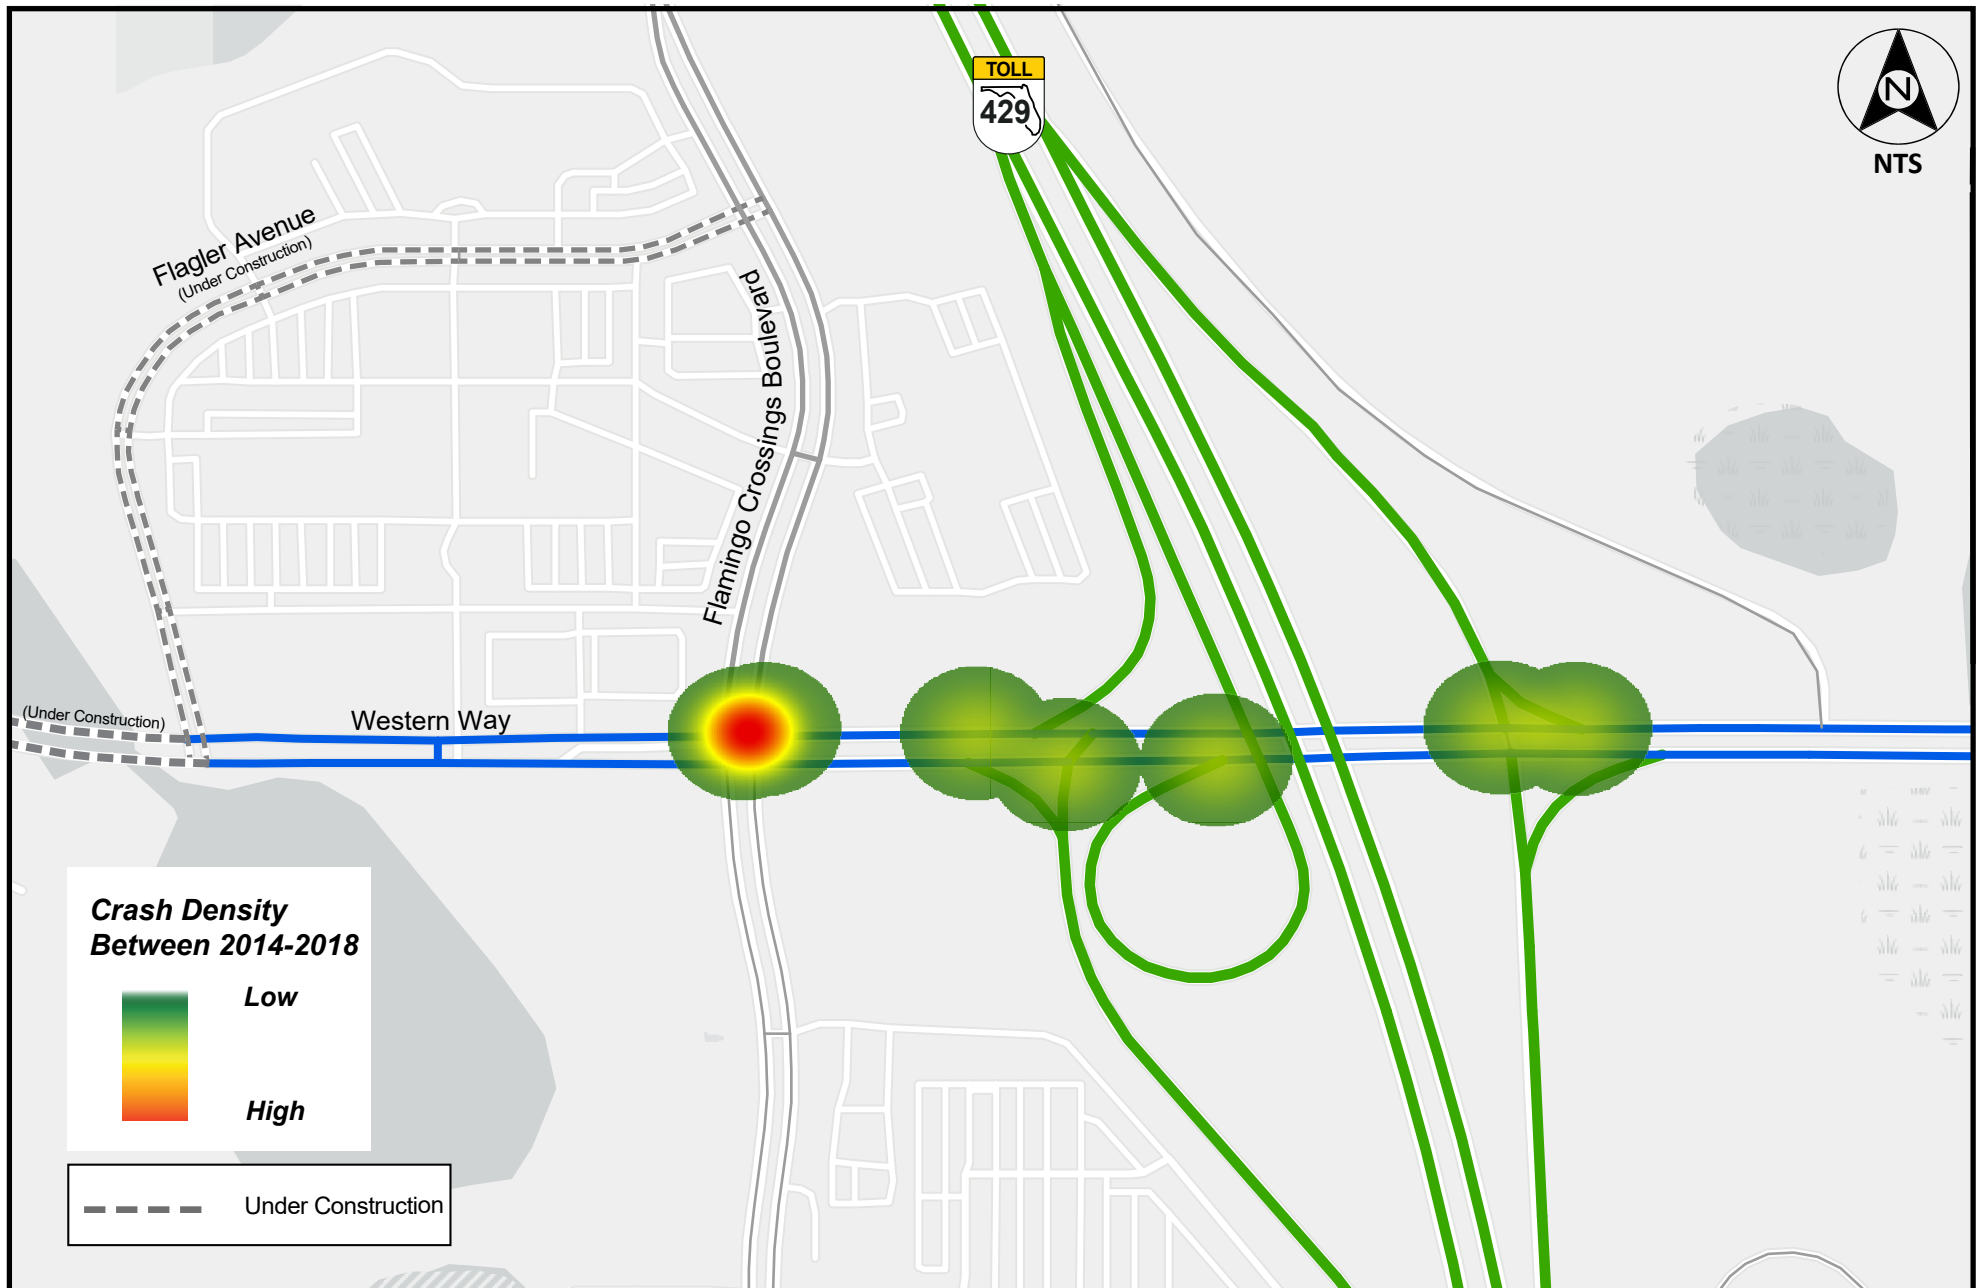 TOLL
429
N
NTS
Flagler Avenue
(Under Construction)
Flamingo Crossings Boulevard
(Under Construction)
Western Way
Crash Density
Between 2014-2018
Low
High
Under Construction